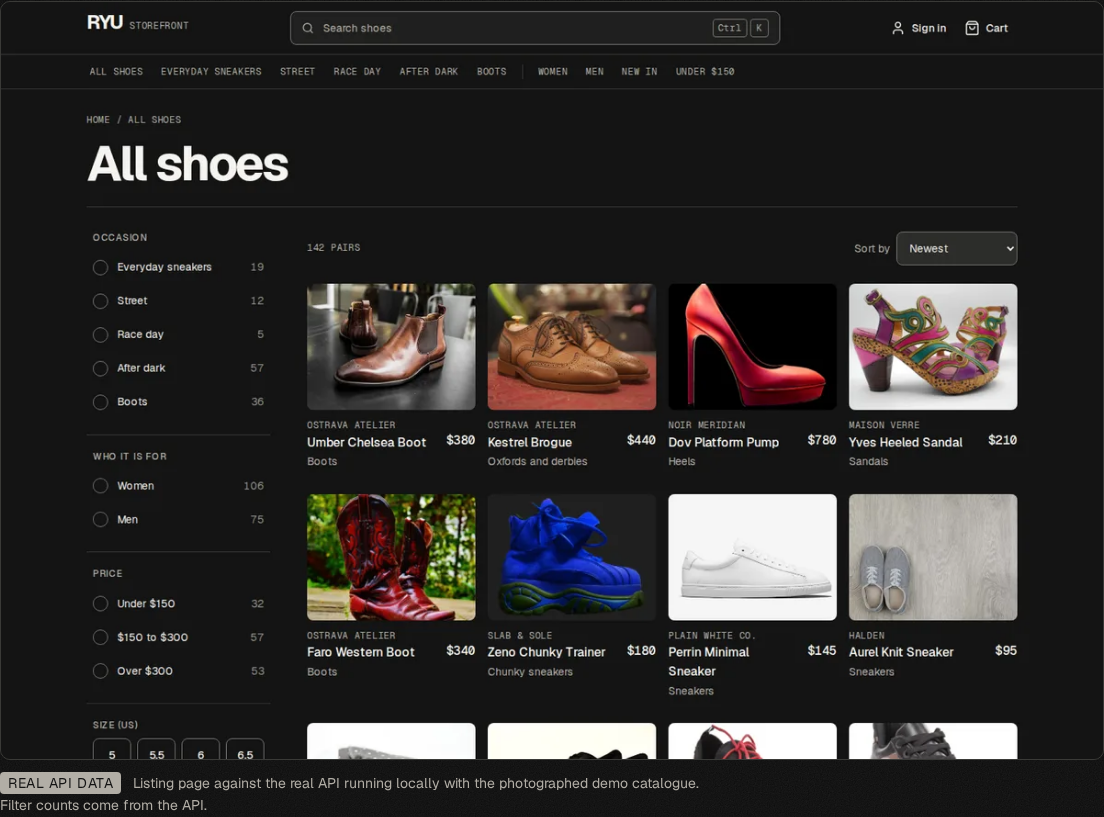 RYU STOREFRONT
Search shoes
Ctrl K
Sign in
Cart
ALL SHOES EVERYDAY SNEAKERS STREET RACE DAY AFTER DARK BOOTS WOMEN MEN NEW IN UNDER $150
HOME / ALL SHOES
All shoes
OCCASION
Everyday sneakers 19
Street 12
Race day 5
After dark 57
Boots 36
WHO IT IS FOR
Women 106
Men 75
PRICE
Under $150 32
$150 to $300 57
Over $300 53
SIZE (US)
5 5.5 6 6.5
142 PAIRS
Sort by Newest
OSTRAVA ATELIER
Umber Chelsea Boot $380
Boots
OSTRAVA ATELIER
Kestrel Brogue $440
Oxfords and derbies
NOIR MERIDIAN
Dov Platform Pump $780
Heels
MAISON VERRE
Yves Heeled Sandal $210
Sandals
OSTRAVA ATELIER
Faro Western Boot $340
Boots
SLAB & SOLE
Zeno Chunky Trainer $180
Chunky sneakers
PLAIN WHITE CO.
Perrin Minimal $145
Sneaker
Sneakers
HALDEN
Aurel Knit Sneaker $95
Sneakers
REAL API DATA Listing page against the real API running locally with the photographed demo catalogue.
Filter counts come from the API.